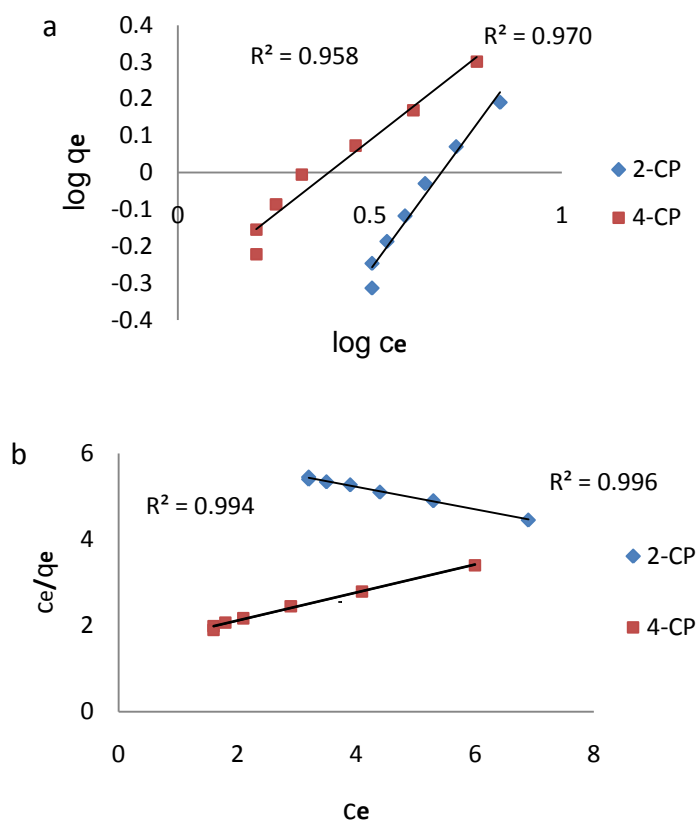 a
R² = 0.958
R² = 0.970
0.4
0.3
0.2
0.1
0
-0.1
-0.2
-0.3
-0.4
0
0.5
1
log qe
log ce
2-CP
4-CP
b
R² = 0.994
R² = 0.996
6
4
2
0
0
2
4
6
8
ce/qe
ce
2-CP
4-CP